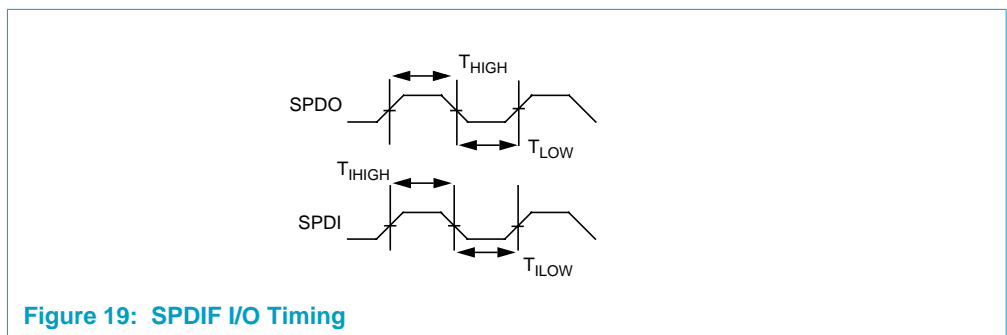 THIGH
SPDO
TLOW
TIHIGH
SPDI
TILOW
Figure 19: SPDIF I/O Timing